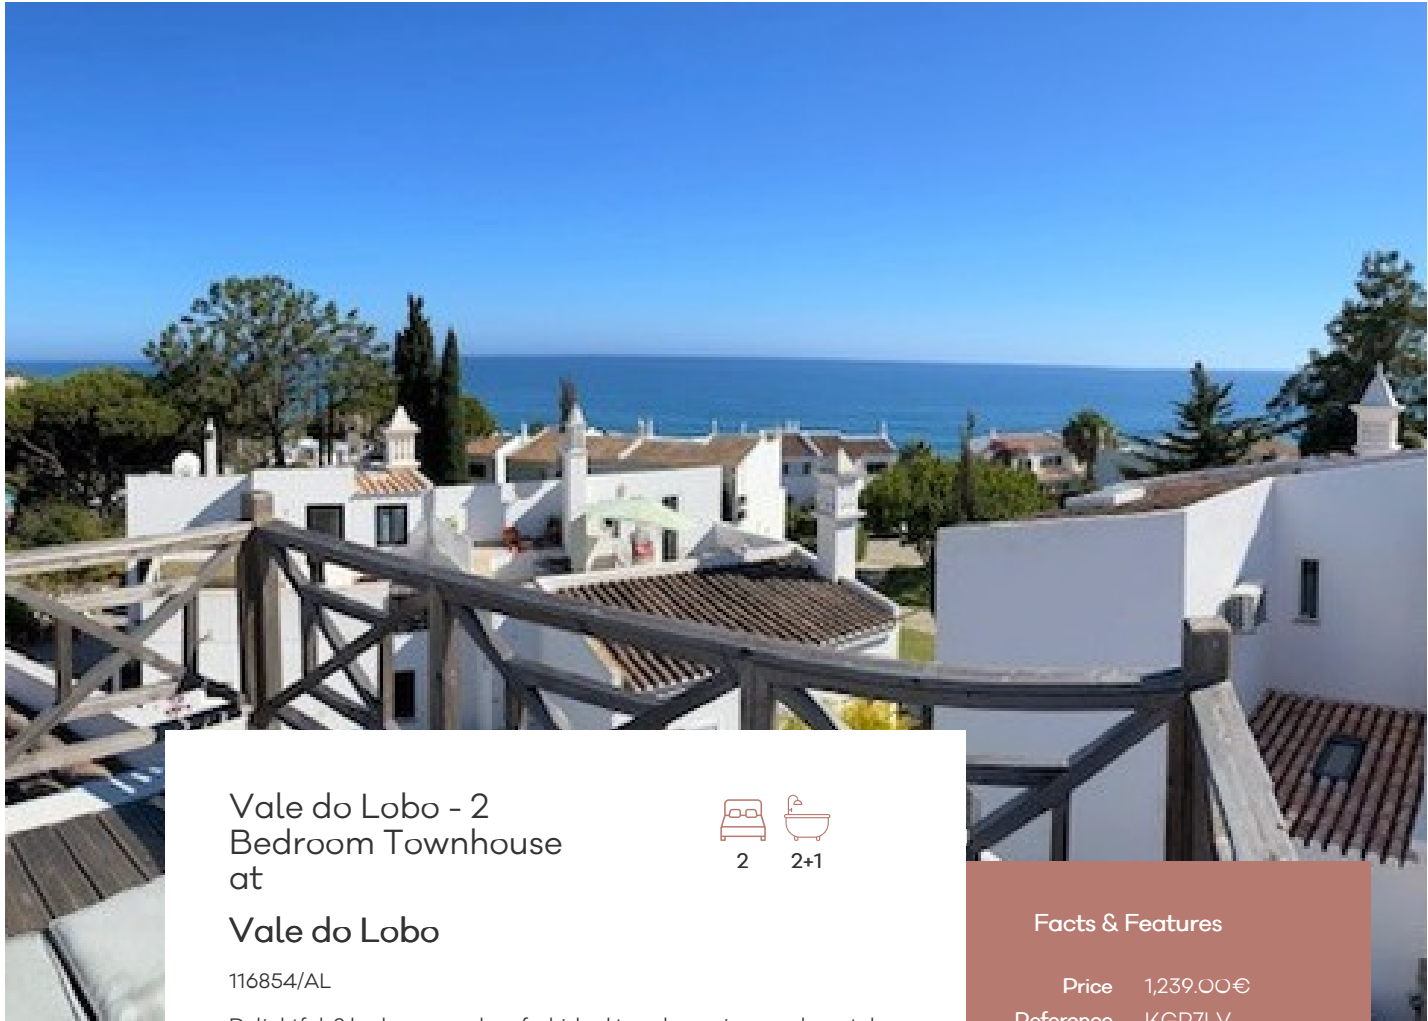 Vale do Lobo - 2
Bedroom Townhouse
at
2 2+1
Vale do Lobo
116854/AL
Facts & Features
Price 1,239.00€
Reference